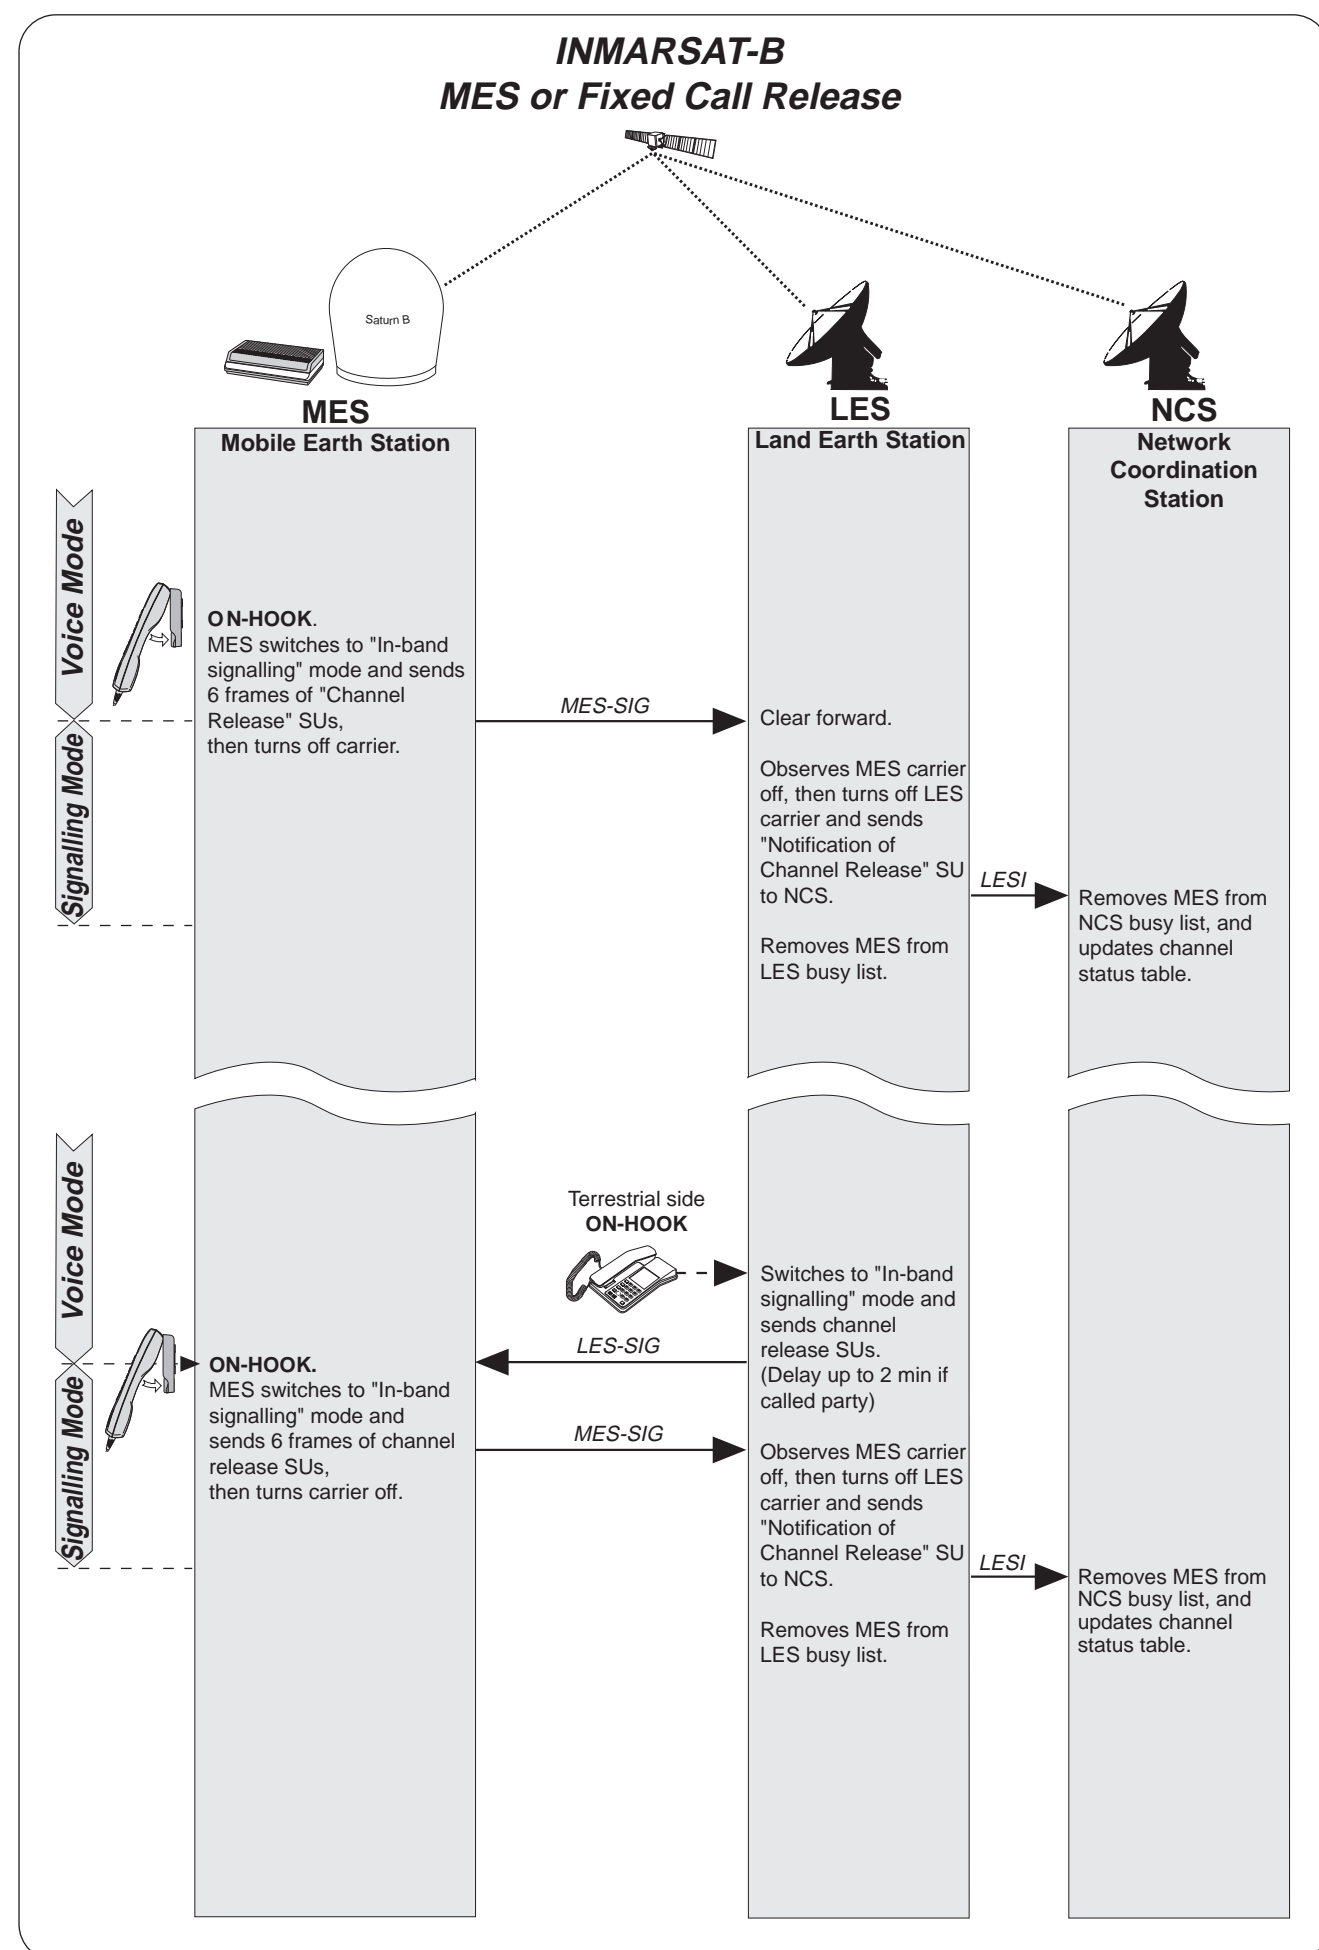 INMARSAT-B
MES or Fixed Call Release
Saturn B
MES
Mobile Earth Station
LES
Land Earth Station
NCS
Network
Coordination
Station
Voice Mode
Signalling Mode
ON-HOOK.
MES switches to "In-band
signalling" mode and sends
6 frames of "Channel
Release" SUs,
then turns off carrier.
MES-SIG
Clear forward.
Observes MES carrier
off, then turns off LES
carrier and sends
"Notification of
Channel Release" SU
to NCS.
Removes MES from
LES busy list.
LESI
Removes MES from
NCS busy list, and
updates channel
status table.
Voice Mode
Signalling Mode
Terrestrial side
ON-HOOK
Switches to "In-band
signalling" mode and
sends channel
release SUs.
(Delay up to 2 min if
called party)
LES-SIG
ON-HOOK.
MES switches to "In-band
signalling" mode and
sends 6 frames of channel
release SUs,
then turns carrier off.
MES-SIG
Observes MES carrier
off, then turns off LES
carrier and sends
"Notification of
Channel Release" SU
to NCS.
Removes MES from
LES busy list.
LESI
Removes MES from
NCS busy list, and
updates channel
status table.